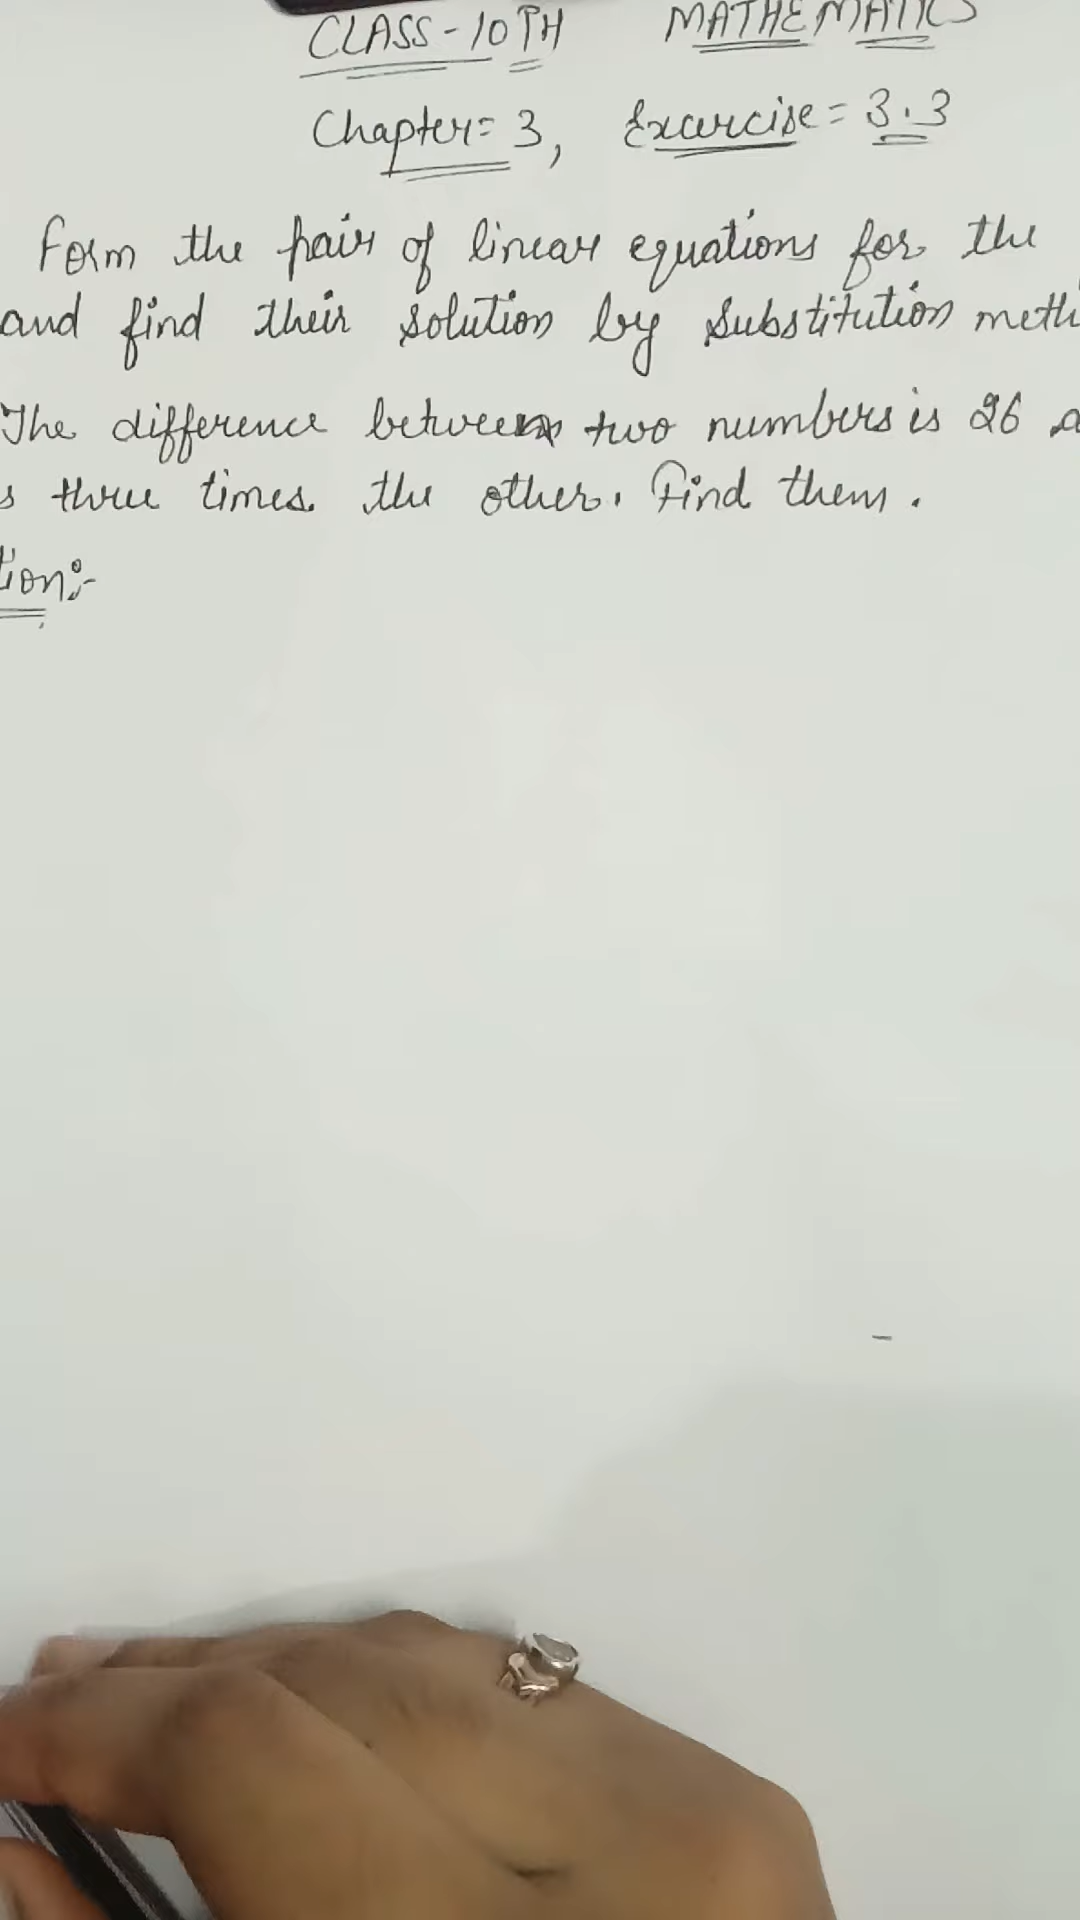 CLASS-10TH MATHEMATICS
Chapter= 3, Excercise= 3.3
Form the pair of linear equations for the
and find their solution by substitution
The difference between two numbers is 26
three times the other. Find them.